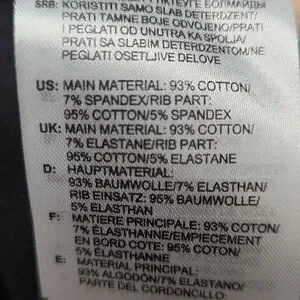 SRB: KORISTITI SAMO SLAB DETERDZENT/
PRATI TAMNE BOJE ODVOJENO/PRATI
I PEGLATI OD UNUTRA KA SPOLJA/
PRATI SA SLABIM DETERDZENTOM/NE
PEGLATI OSETLJIVE DELOVE
US: MAIN MATERIAL: 93% COTTON/
7% SPANDEX/RIB PART:
95% COTTON/5% SPANDEX
UK: MAIN MATERIAL: 93% COTTON/
7% ELASTANE/RIB PART:
95% COTTON/5% ELASTANE
D: HAUPTMATERIAL:
93% BAUMWOLLE/7% ELASTHAN/
RIB EINSATZ: 95% BAUMWOLLE/
5% ELASTHAN
F: MATIERE PRINCIPALE: 93% COTON/
7% ELASTHANNE/EMPIECEMENT
EN BORD COTE: 95% COTON/
5% ELASTHANNE
E: MATERIAL PRINCIPAL:
93% ALGODÓN/7% ELASTANO/
PARTE DEL CORDONCILLO: